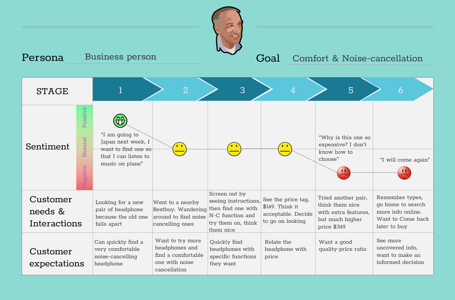 Persona
Business person
Goal
Comfort & Noise-cancellation
STAGE
1
2
3
4
5
6
Sentiment
Positive
Natural
Negative
"I am going to
Japan next week, I
want to find one so
that I can listen to
music on plane"
"Why is this one so
expensive? I don't
know how to
choose"
"I will come again"
Customer
needs &
Interactions
Looking for a new
pair of headphone
because the old one
falls apart
Went to a nearby
Bestbuy. Wandering
around to find noise
cancelling ones
Screen out by
seeing instructions,
then find one with
N-C function and
try them on, think
them nice
See the price tag,
$149. Think it
acceptable. Decide
to go on looking
Tried another pair,
think them nice
with extra features,
but much higher
price $349
Remember types,
go home to search
more info online.
Want to Come back
later to buy
Customer
expectations
Can quickly find a
very comfortable
noise-cancelling
headphone
Want to try more
headphones and
find a comfortable
one with noise
cancellation
Quickly find
headphones with
specific functions
they want
Relate the
headphone with
price
Want a good
quality-price ratio
See more
uncovered info,
want to make an
informed decision